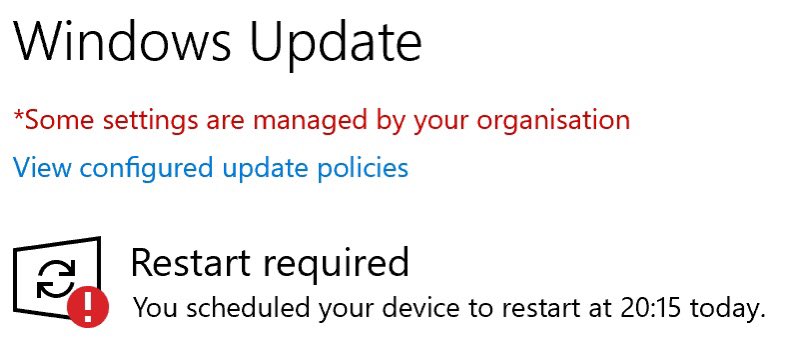 Windows Update
*Some settings are managed by your organisation
View configured update policies
Restart required
You scheduled your device to restart at 20:15 today.